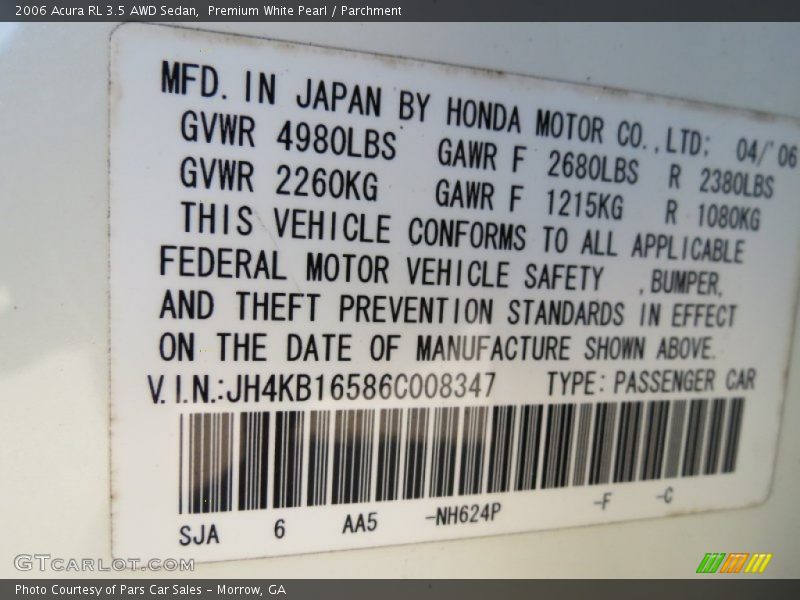 2006 Acura RL 3.5 AWD Sedan, Premium White Pearl / Parchment
MFD. IN JAPAN BY HONDA MOTOR CO., LTD: 04/'06
GVWR 4980LBS GAWR F 2680LBS R 2380LBS
GVWR 2260KG GAWR F 1215KG R 1080KG
THIS VEHICLE CONFORMS TO ALL APPLICABLE
FEDERAL MOTOR VEHICLE SAFETY ,BUMPER,
AND THEFT PREVENTION STANDARDS IN EFFECT
ON THE DATE OF MANUFACTURE SHOWN ABOVE.
V.I.N.:JH4KB16586C008347 TYPE: PASSENGER CAR
SJA 6 AA5 -NH624P -F -C
GTCARLOT.COM
Photo Courtesy of Pars Car Sales - Morrow, GA